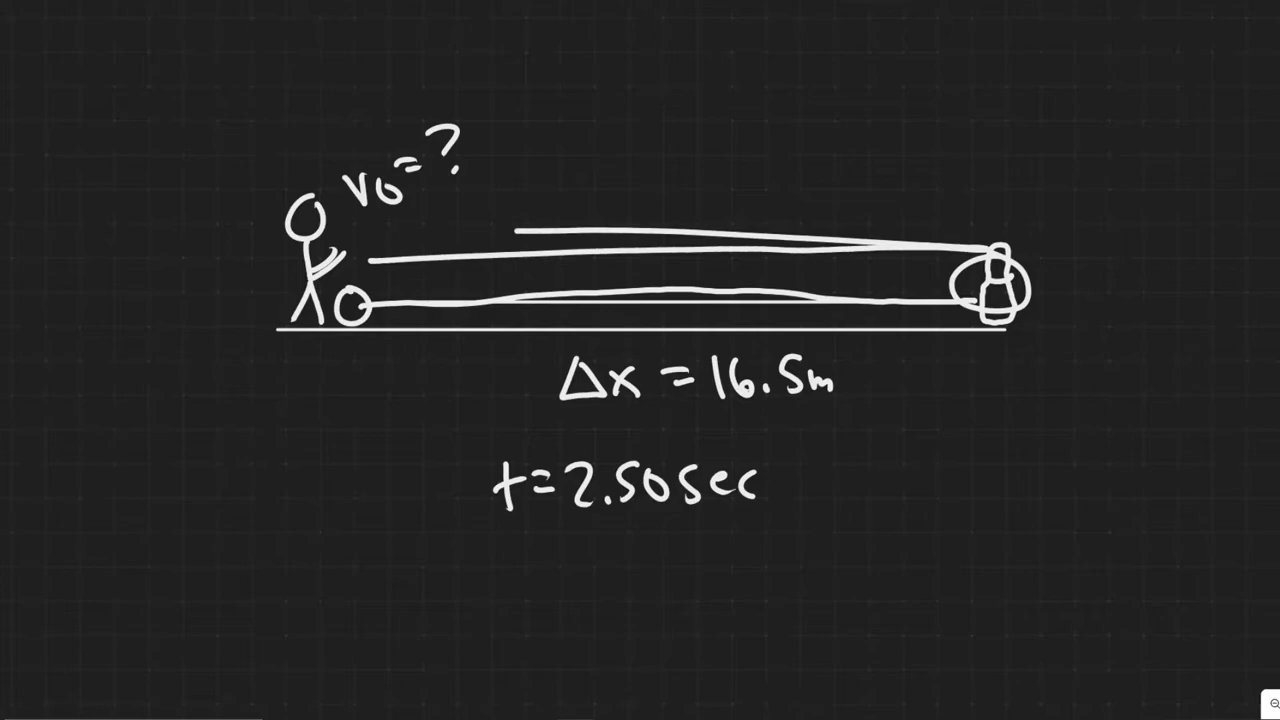 v0 = ?
Δx = 16.5m
t = 2.50sec